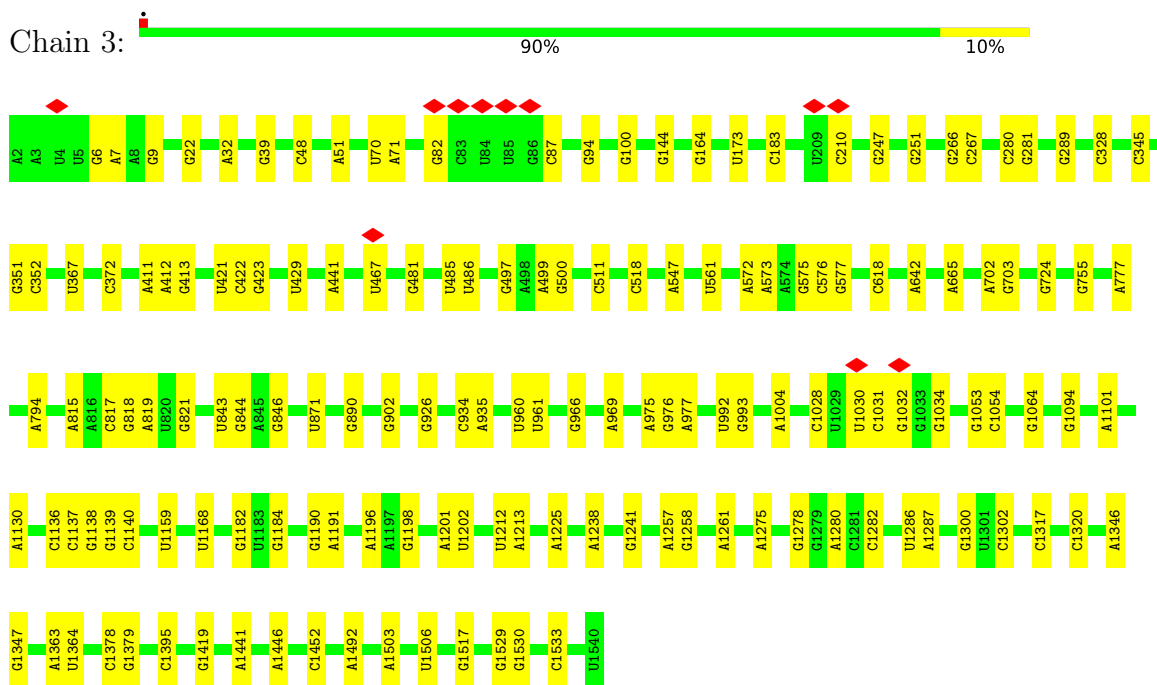 Chain 3:
90% 10%
A2 A3 U4 U5 G6 A7 A8 G9 G22 A32 G39 C48 A51 U70 A71 G82 C83 U84 U85 G86 C87 G94 G100 G144 G164 U173 C183 U209 C210 G247 G251 G266 C267 C280 G281 G289 C328 C345
G351 C352 U367 C372 A411 A412 G413 U421 C422 G423 U429 A441 U467 G481 U485 U486 G497 A498 A499 G500 C511 C518 A547 U561 A572 A573 A574 G575 C576 G577 C618 A642 A665 A702 G703 G724 G755 A777
A794 A815 A816 C817 G818 A819 U820 G821 U843 G844 A845 G846 U871 G890 G902 G926 C934 A935 U960 U961 G966 A969 A975 G976 A977 U992 G993 A1004 C1028 U1029 U1030 C1031 G1032 G1033 G1034 G1053 C1054 G1064 G1094 A1101
A1130 C1136 C1137 G1138 G1139 C1140 U1159 U1168 G1182 U1183 G1184 G1190 A1191 A1196 A1197 G1198 A1201 U1202 U1212 A1213 A1225 A1238 G1241 A1257 G1258 A1261 A1275 G1278 G1279 A1280 C1281 C1282 U1286 A1287 G1300 U1301 C1302 C1317 C1320 A1346
G1347 A1363 U1364 C1378 G1379 C1395 G1419 A1441 A1446 C1452 A1492 A1503 U1506 G1517 G1529 G1530 C1533 U1540